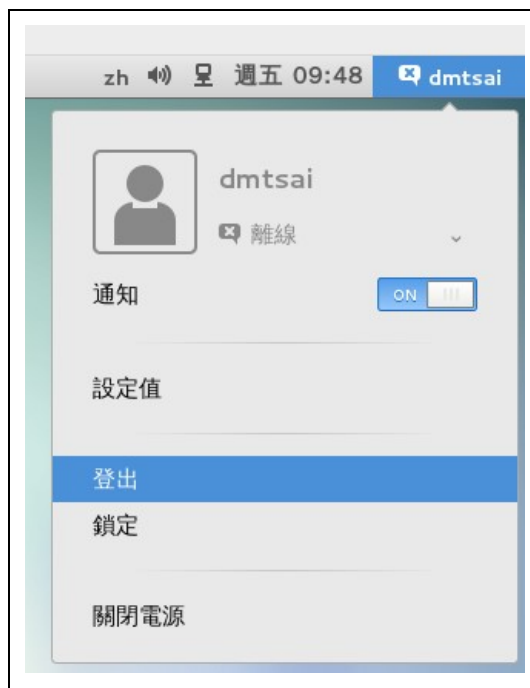 zh 週五 09:48 dmtsai
dmtsai
離線
通知 ON
設定值
登出
鎖定
關閉電源